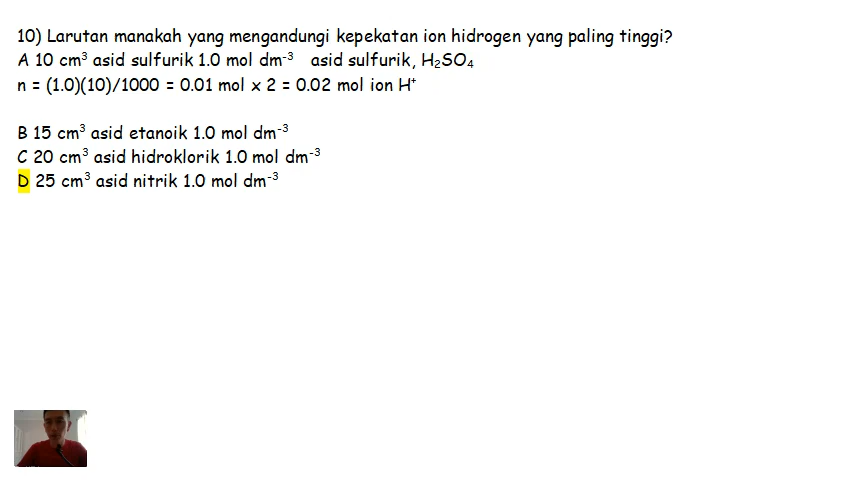 10) Larutan manakah yang mengandungi kepekatan ion hidrogen yang paling tinggi?
A 10 cm³ asid sulfurik 1.0 mol dm⁻³ asid sulfurik, H₂SO₄
n = (1.0)(10)/1000 = 0.01 mol x 2 = 0.02 mol ion H⁺
B 15 cm³ asid etanoik 1.0 mol dm⁻³
C 20 cm³ asid hidroklorik 1.0 mol dm⁻³
D 25 cm³ asid nitrik 1.0 mol dm⁻³